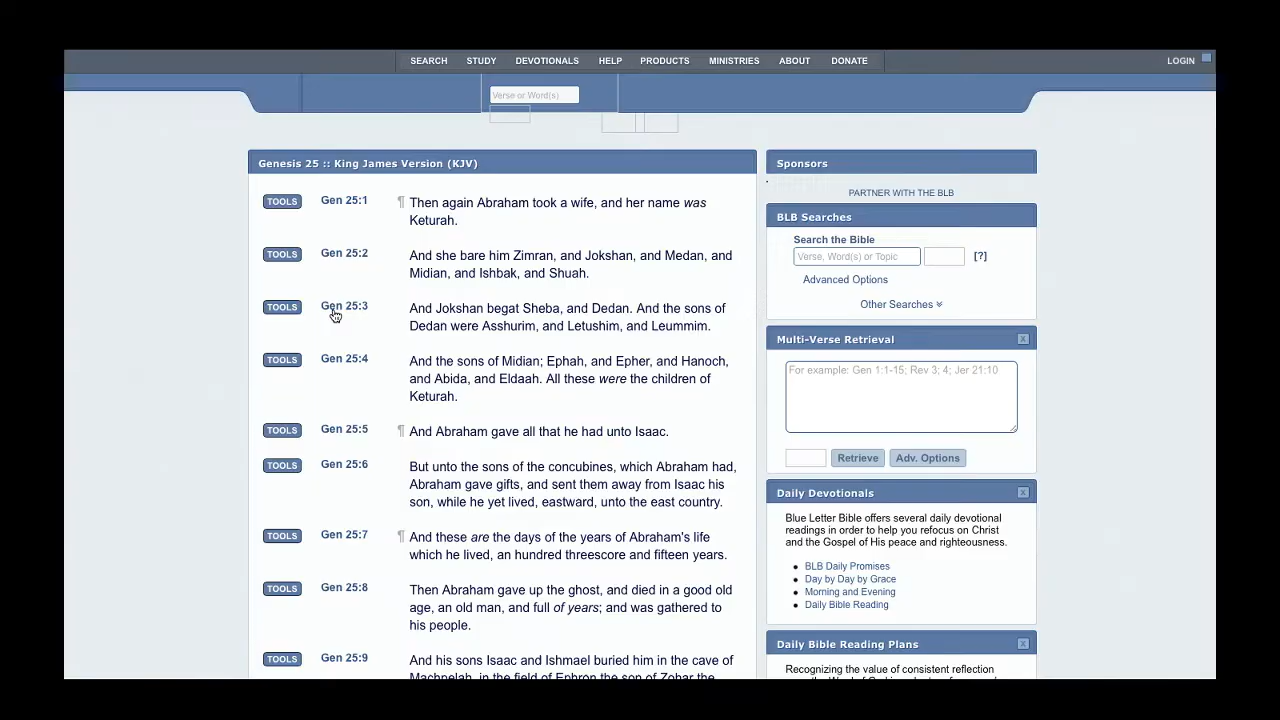 SEARCH STUDY DEVOTIONALS HELP PRODUCTS MINISTRIES ABOUT DONATE LOGIN
Verse or Word(s)
Genesis 25 :: King James Version (KJV)
TOOLS Gen 25:1 ¶ Then again Abraham took a wife, and her name was
Keturah.
TOOLS Gen 25:2 And she bare him Zimran, and Jokshan, and Medan, and
Midian, and Ishbak, and Shuah.
TOOLS Gen 25:3 And Jokshan begat Sheba, and Dedan. And the sons of
Dedan were Asshurim, and Letushim, and Leummim.
TOOLS Gen 25:4 And the sons of Midian; Ephah, and Epher, and Hanoch,
and Abida, and Eldaah. All these were the children of
Keturah.
TOOLS Gen 25:5 ¶ And Abraham gave all that he had unto Isaac.
TOOLS Gen 25:6 But unto the sons of the concubines, which Abraham had,
Abraham gave gifts, and sent them away from Isaac his
son, while he yet lived, eastward, unto the east country.
TOOLS Gen 25:7 ¶ And these are the days of the years of Abraham's life
which he lived, an hundred threescore and fifteen years.
TOOLS Gen 25:8 Then Abraham gave up the ghost, and died in a good old
age, an old man, and full of years; and was gathered to
his people.
TOOLS Gen 25:9 And his sons Isaac and Ishmael buried him in the cave of
Machpelah, in the field of Ephron the son of Zohar the
Sponsors
PARTNER WITH THE BLB
BLB Searches
Search the Bible
Verse, Word(s) or Topic [?]
Advanced Options
Other Searches
Multi-Verse Retrieval X
For example: Gen 1:1-15; Rev 3; 4; Jer 21:10
Retrieve Adv. Options
Daily Devotionals X
Blue Letter Bible offers several daily devotional
readings in order to help you refocus on Christ
and the Gospel of His peace and righteousness.
BLB Daily Promises
Day by Day by Grace
Morning and Evening
Daily Bible Reading
Daily Bible Reading Plans X
Recognizing the value of consistent reflection